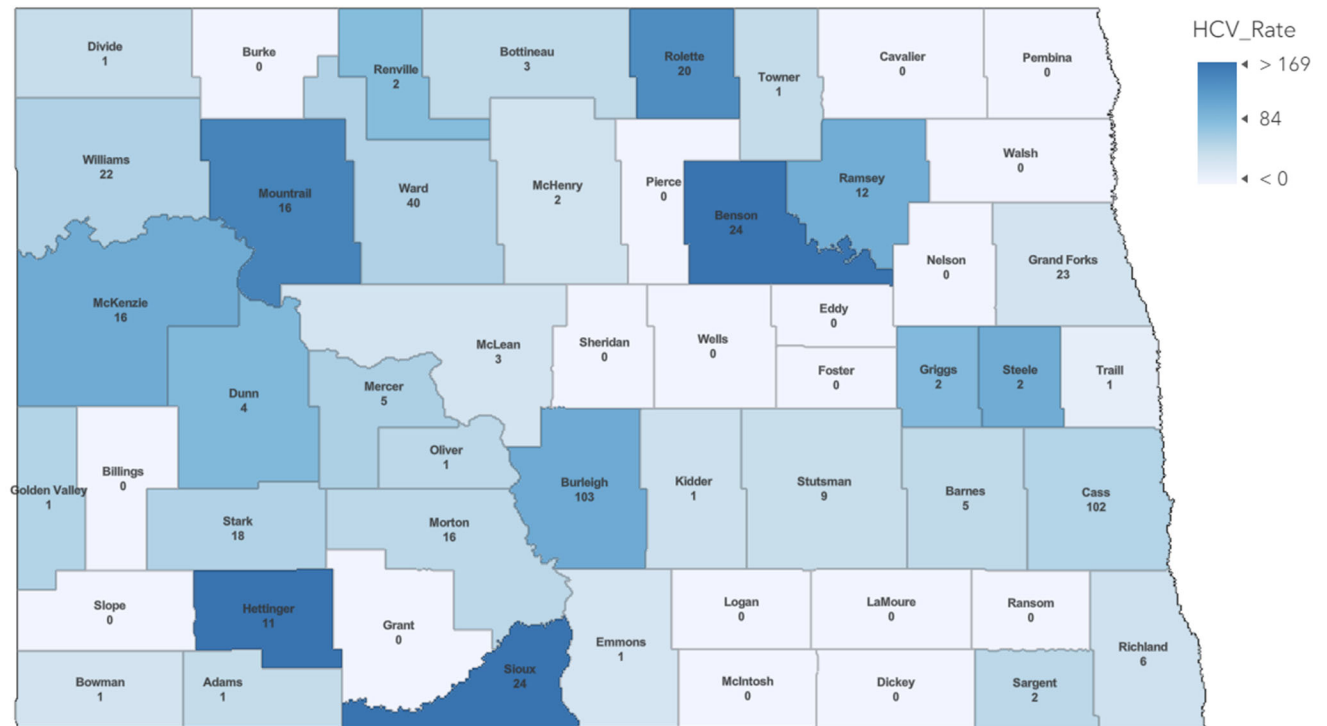 HCV_Rate
> 169
84
< 0
Divide
1
Burke
0
Renville
2
Bottineau
3
Rolette
20
Towner
1
Cavalier
0
Pembina
0
Williams
22
Mountrail
16
Ward
40
McHenry
2
Pierce
0
Benson
24
Ramsey
12
Walsh
0
Nelson
0
Grand Forks
23
McKenzie
16
Dunn
4
McLean
3
Mercer
5
Oliver
1
Sheridan
0
Wells
0
Eddy
0
Foster
0
Griggs
2
Steele
2
Traill
1
Golden Valley
1
Billings
0
Stark
18
Morton
16
Burleigh
103
Kidder
1
Stutsman
9
Barnes
5
Cass
102
Slope
0
Hettinger
11
Grant
0
Sioux
24
Emmons
1
Logan
0
LaMoure
0
Ransom
0
Richland
6
Bowman
1
Adams
1
McIntosh
0
Dickey
0
Sargent
2